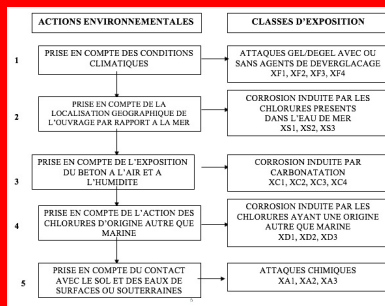 ACTIONS ENVIRONNEMENTALES
CLASSES D'EXPOSITION
1
PRISE EN COMPTE DES CONDITIONS
CLIMATIQUES
ATTAQUES GEL/DEGEL AVEC OU
SANS AGENTS DE DEVERGLACAGE
XF1, XF2, XF3, XF4
2
PRISE EN COMPTE DE LA
LOCALISATION GEOGRAPHIQUE DE
L'OUVRAGE PAR RAPPORT A LA MER
CORROSION INDUITE PAR LES
CHLORURES PRESENTS
DANS L'EAU DE MER
XS1, XS2, XS3
3
PRISE EN COMPTE DE L'EXPOSITION
DU BETON A L'AIR ET A
L'HUMIDITE
CORROSION INDUITE PAR
CARBONATATION
XC1, XC2, XC3, XC4
4
PRISE EN COMPTE DE L'ACTION DES
CHLORURES D'ORIGINE AUTRE QUE
MARINE
CORROSION INDUITE PAR LES
CHLORURES AYANT UNE ORIGINE
AUTRE QUE MARINE
XD1, XD2, XD3
5
PRISE EN COMPTE DU CONTACT
AVEC LE SOL ET DES EAUX DE
SURFACES OU SOUTERRAINES
ATTAQUES CHIMIQUES
XA1, XA2, XA3